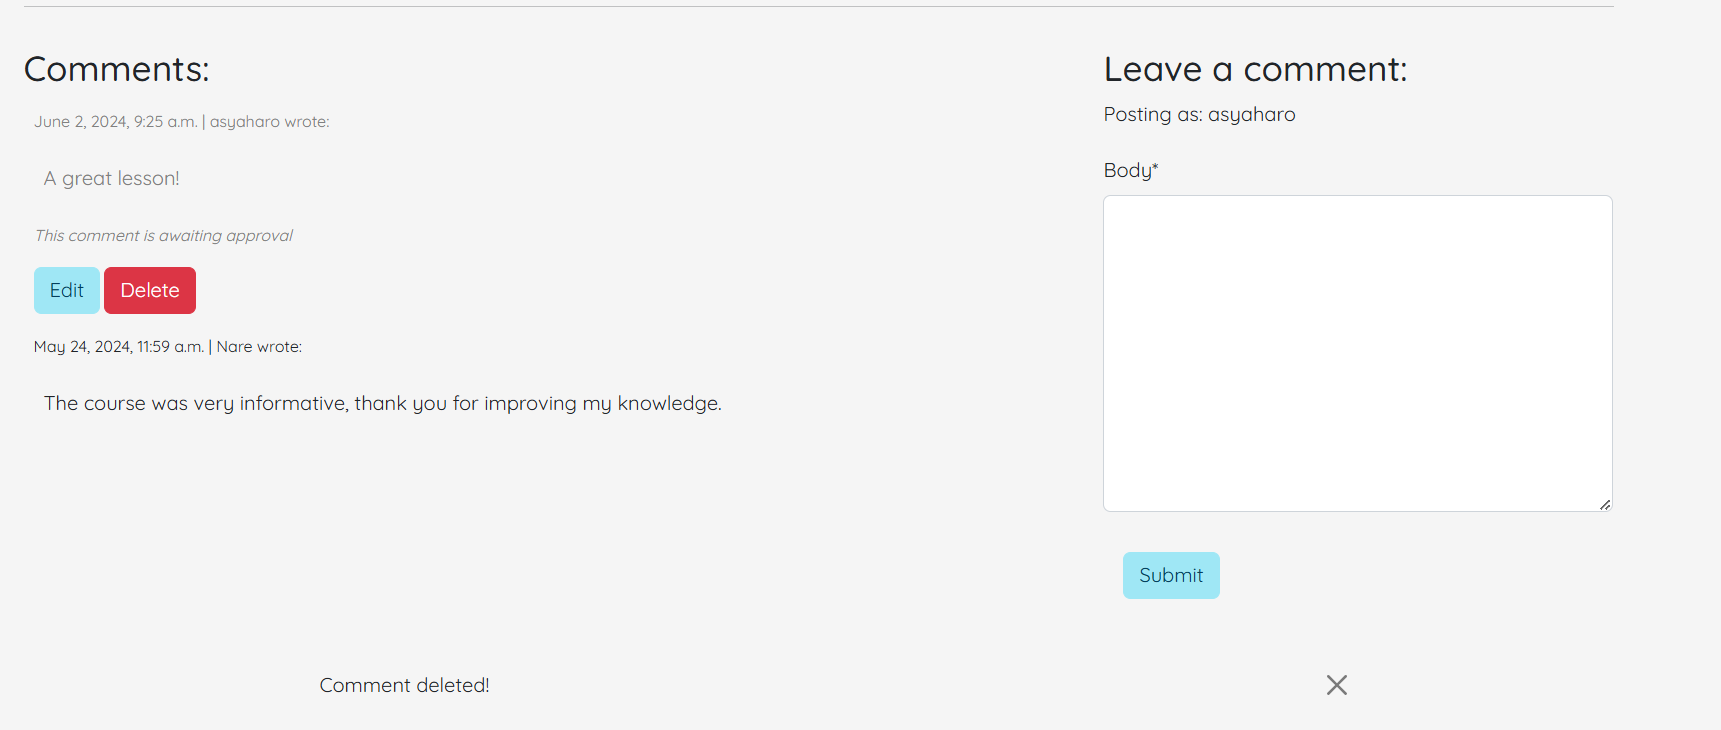 Comments:
June 2, 2024, 9:25 a.m. | asyaharo wrote:
A great lesson!
This comment is awaiting approval
Edit Delete
May 24, 2024, 11:59 a.m. | Nare wrote:
The course was very informative, thank you for improving my knowledge.
Leave a comment:
Posting as: asyaharo
Body*
Submit
Comment deleted!